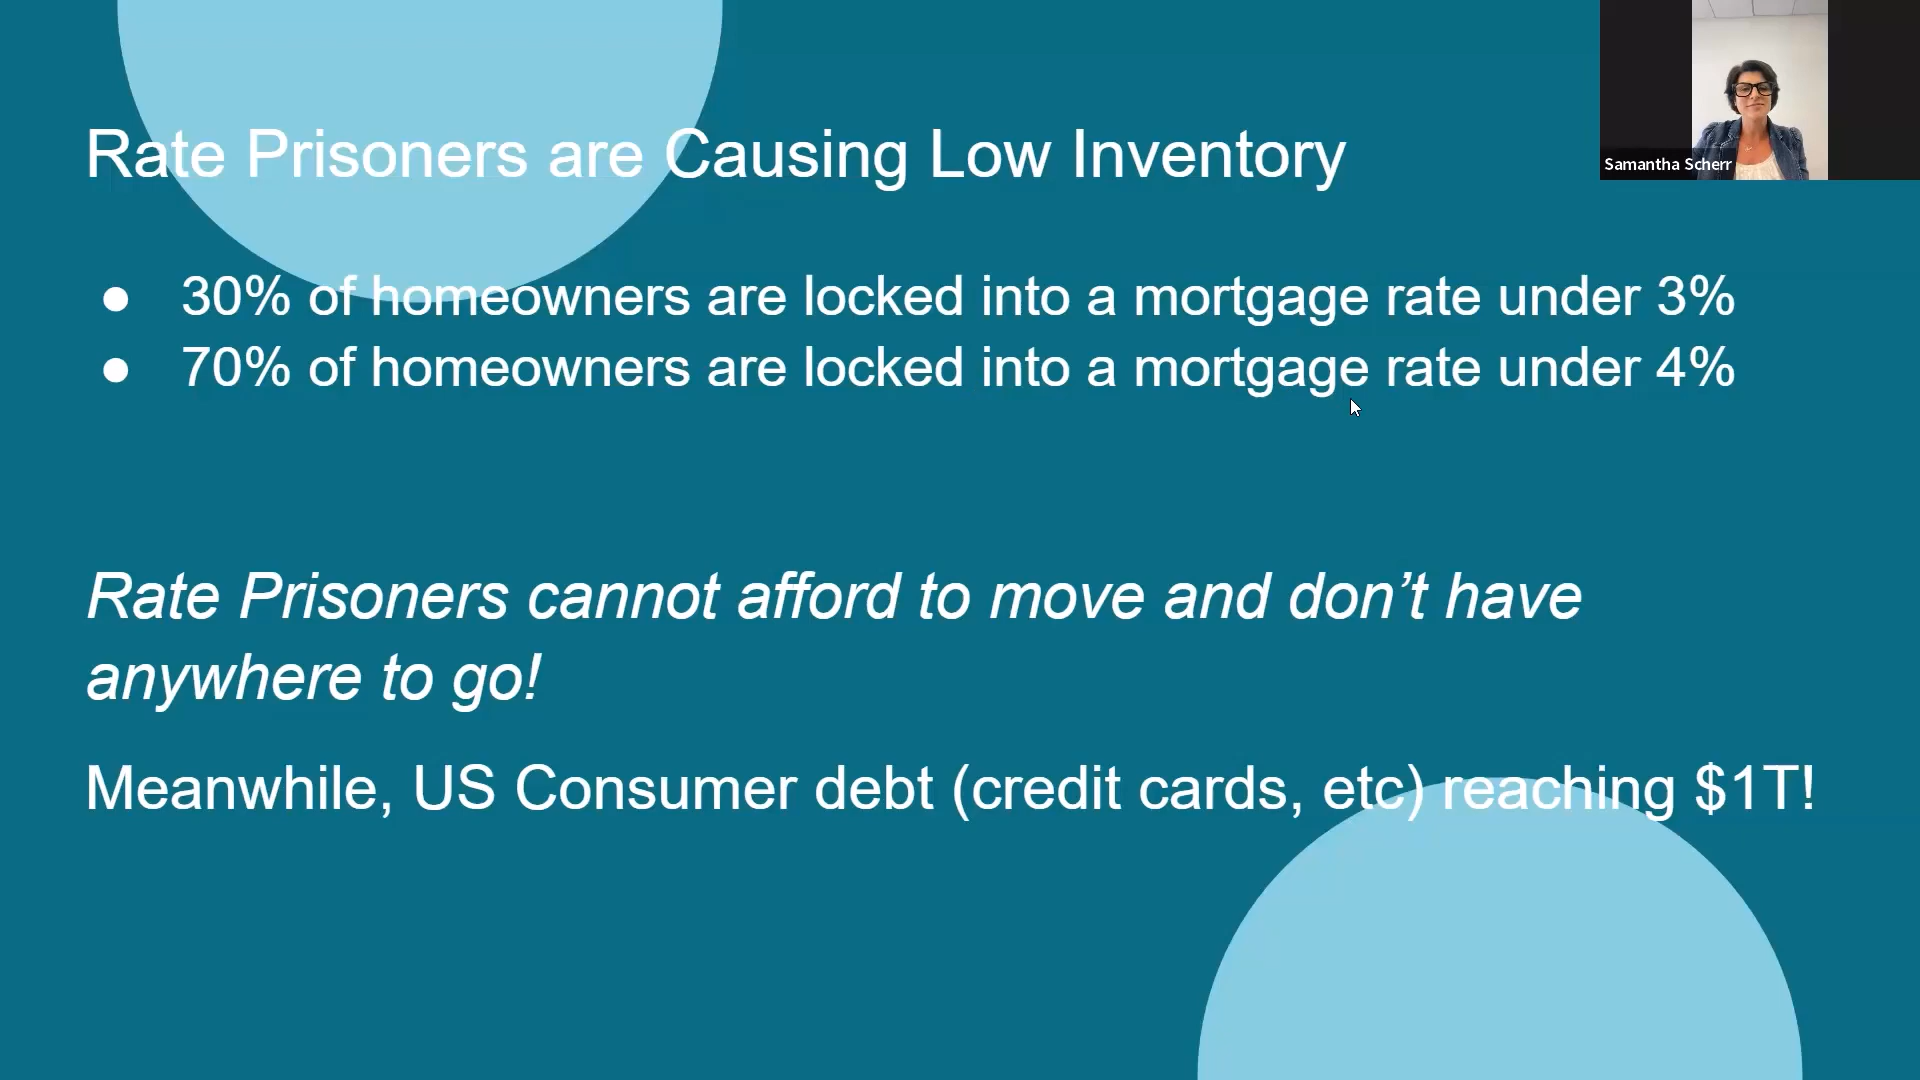 Rate Prisoners are Causing Low Inventory
Samantha Scherr
● 30% of homeowners are locked into a mortgage rate under 3%
● 70% of homeowners are locked into a mortgage rate under 4%
Rate Prisoners cannot afford to move and don’t have
anywhere to go!
Meanwhile, US Consumer debt (credit cards, etc) reaching $1T!